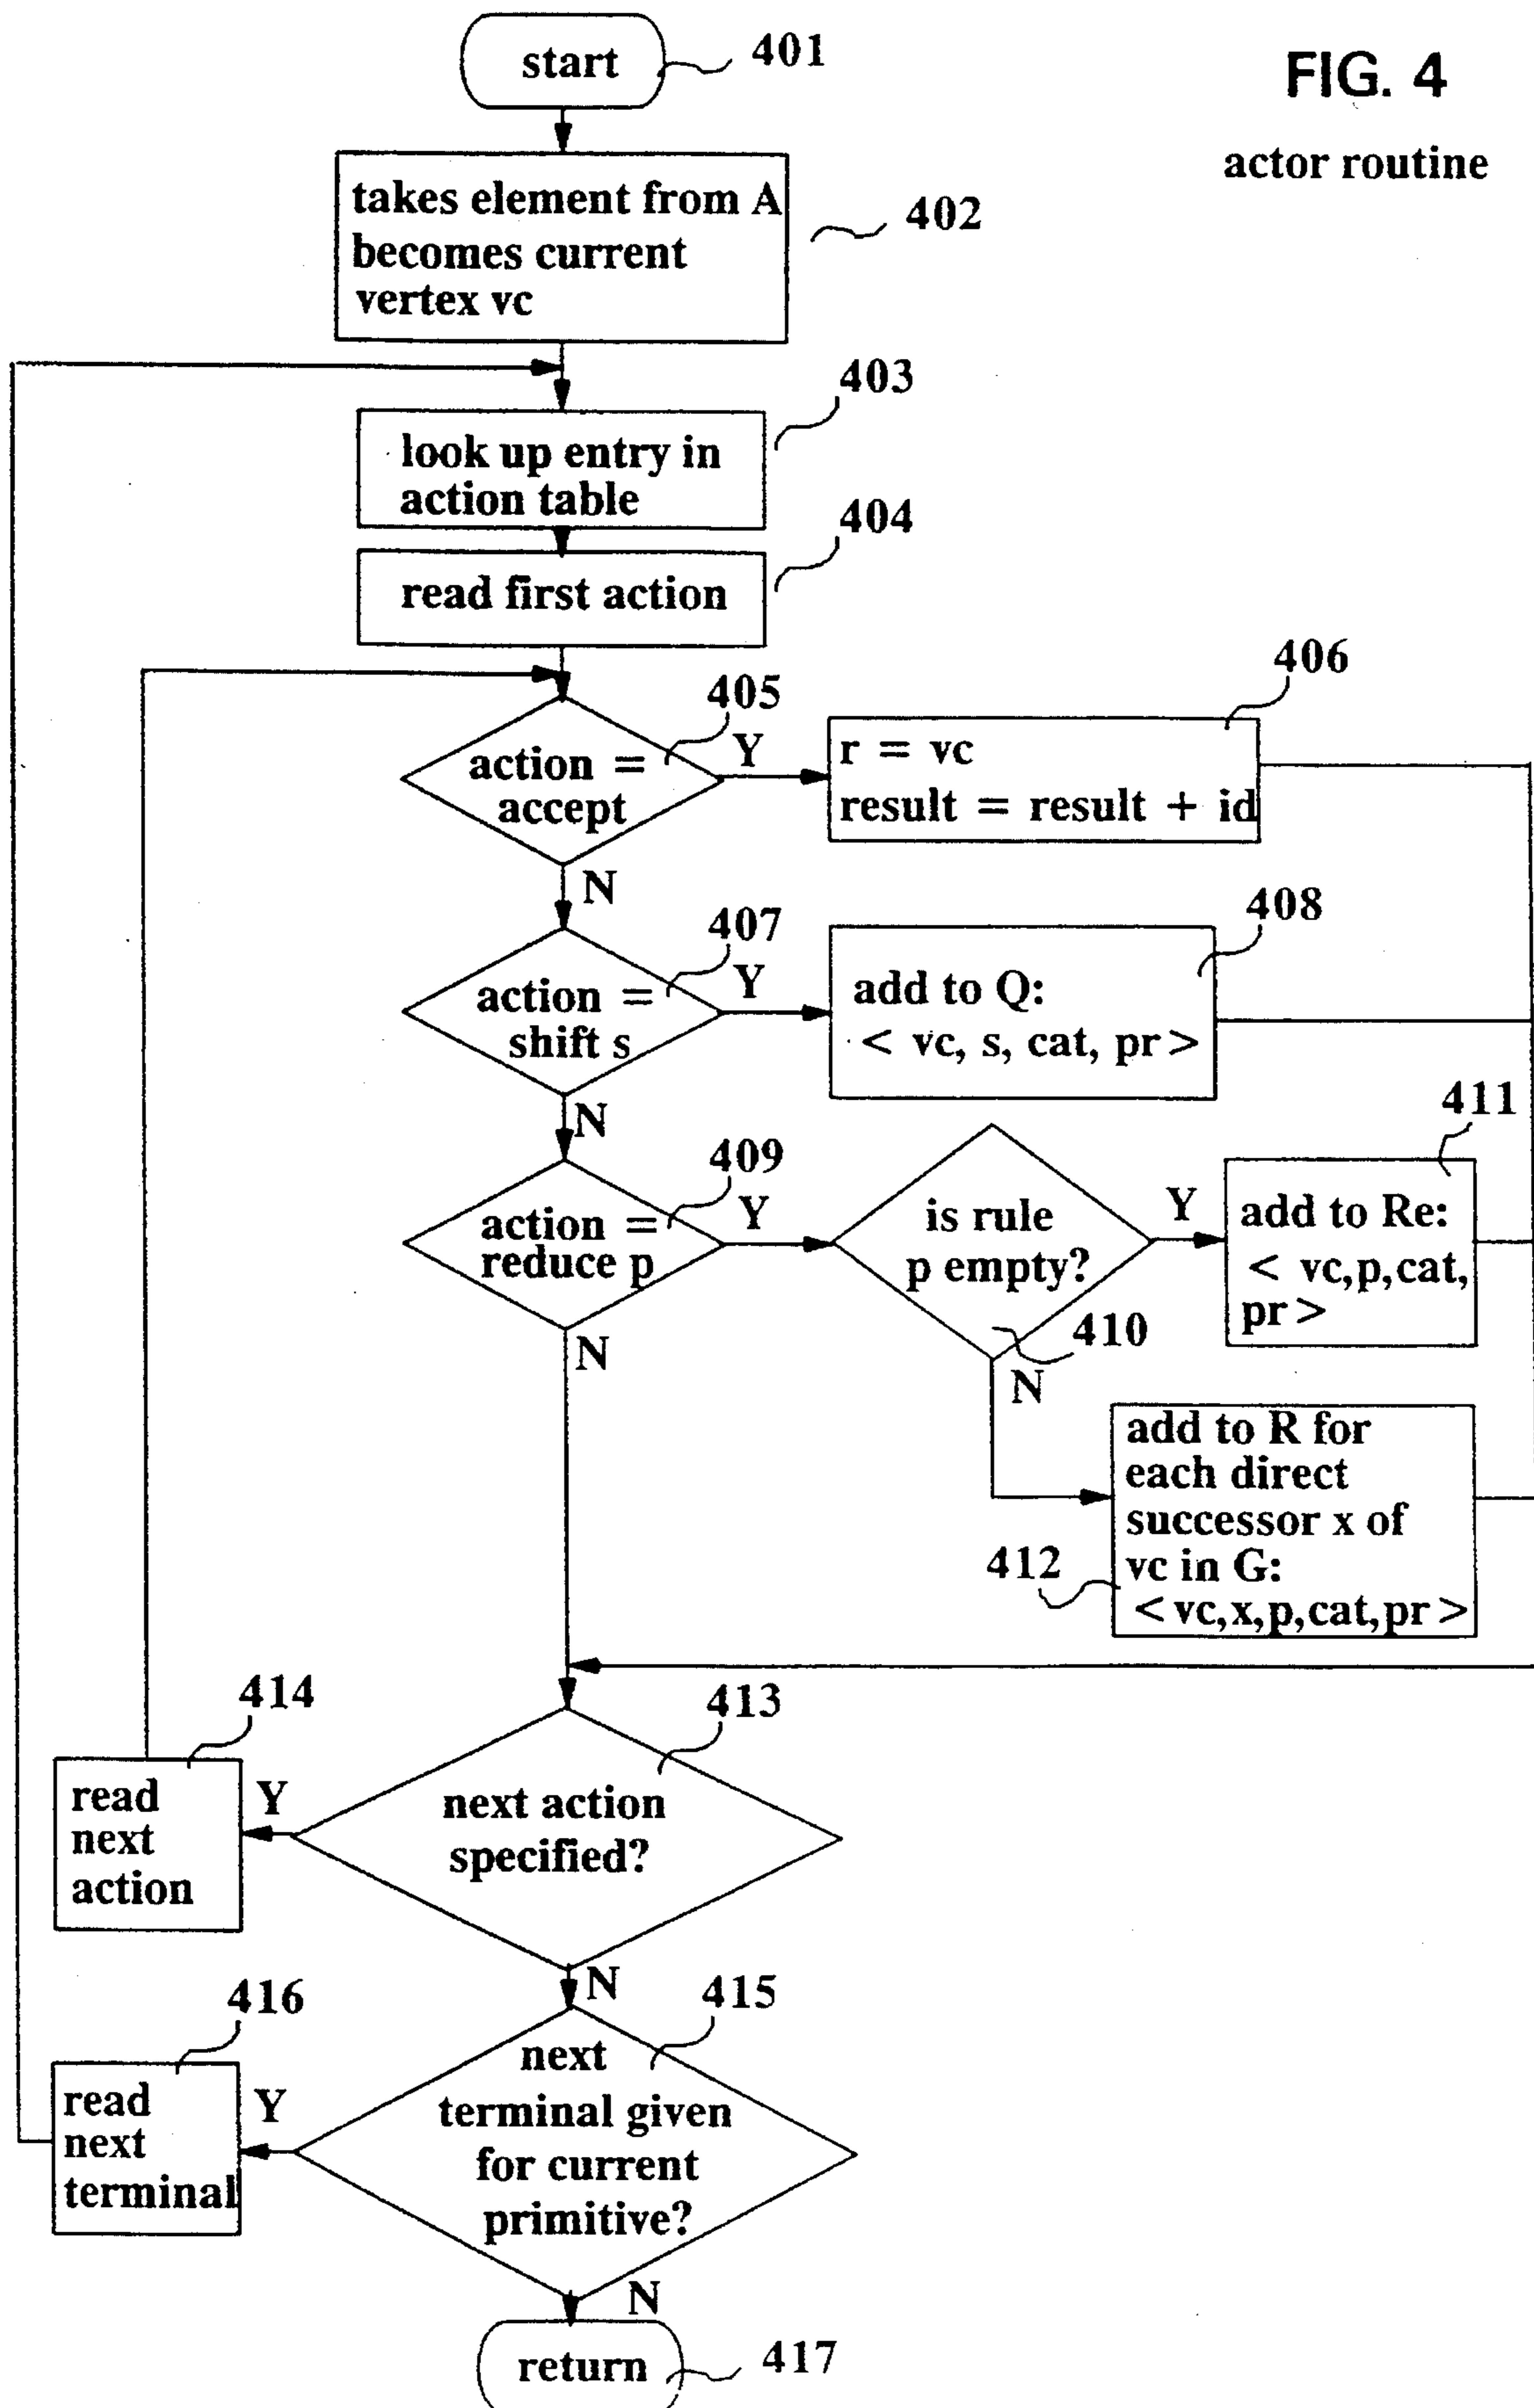 FIG. 4
actor routine
start
401
takes element from A
becomes current
vertex vc
402
403
look up entry in
action table
404
read first action
405
action =
accept
Y
N
406
r = vc
result = result + id
407
action =
shift s
Y
N
408
add to Q:
< vc, s, cat, pr >
409
action =
reduce p
Y
N
is rule
p empty?
410
Y
N
411
add to Re:
< vc,p,cat,
pr >
add to R for
each direct
successor x of
vc in G:
< vc,x,p,cat,pr >
412
413
next action
specified?
Y
N
414
read
next
action
415
next
terminal given
for current
primitive?
Y
N
416
read
next
terminal
return
417